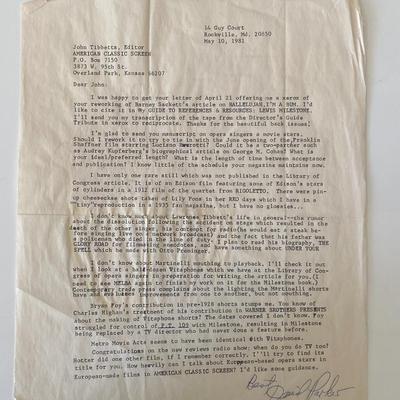 14 Guy Court
Rockville, Md. 20850
May 10, 1981
John Tibbetts, Editor
AMERICAN CLASSIC SCREEN
P.O. Box 7150
3873 W. 95th St.
Overland Park, Kansas 66207
Dear John:
I was happy to get your letter of April 21 offering me a xerox of
your reworking of Barney Sackett's article on HALLELUJAH, I'M A BUM. I'd
like to cite it in my GUIDE TO REFERENCES & RESOURCES: LEWIS MILESTONE.
I'll send you my transcription of the tape from the Director's Guild
Tribute in xerox to reciprocate. Thanks for the beautiful back issues!
I'm glad to send you manuscript on opera singers a movie stars.
Should I rework it to try to tie in with the June opening of the Franklin
Shaffner film starring Luciano Pavarotti? Could it be a two-parter such
as Audrey Kupferberg's biographical article on George M. Cohan? What is
your ideal/preferred length? What is the length of time between acceptance
and publication? I know little of the schedule your magazine maintains now.
I have only one rare still which was not published in the Library of
Congress article. It is of an Edison film featuring some of Edison's stars
of cylinders in a 1912 film of the quartet from RIGOLETTO. There were pin-
up cheesecake shots taken of Lily Pons in her RKO days which I have in a
tiny reproduction in a 1935 fan magazine, but I have no glossies.
don't know of Lawrence Tibbett's life in general--the rumor
about his dissipation following the accident on stage which resulted in the
death of the other singer, his contempt for radio (he would eat a steak be-
fore singing live on a network broadcast) and the fact that his father was
a policeman who died in the line of duty. I plan to read his biography, THE
GLORY ROAD for filmmaking anecdotes, and have something about UNDER YOUR
SPELL which he made for Otto Preminger.
don't know of Martinelli mouthing to playback. I'll check it out
when I look at a half-dozen Vitaphones which we have at the Library of Con-
gress or opera singers in preparation for writing the article for you. (I
need to see MELBA again to finish my work on it for the Milestone book.)
Contemporary trade papers complained about the lighting the Martinelli shorts
have and improvements from one to another, but not something.
Bryan Foy's contribution in pre-1928 shorts stumps me. You know of
Charles Higham's treatment of his contribution in WARNER BROTHERS PRESENTS
about the making of Vitaphone shorts? The dates covered I don't know. Foy
struggled for control of P.T. 109 with Milestone, resulting in Milestone
being replaced by a TV director who had never done a feature before.
Metro Movie Acts seems to have been identical with Vitaphones.
Congratulations on the new reviews radio show; when do you do TV too?
Hotter did one other film, if I remember correctly. I'll try to find its
title for you. How heavily can I talk about European-based opera stars in
European-made films in AMERICAN CLASSIC SCREEN? I'd like some guidance.
Best, David Parker